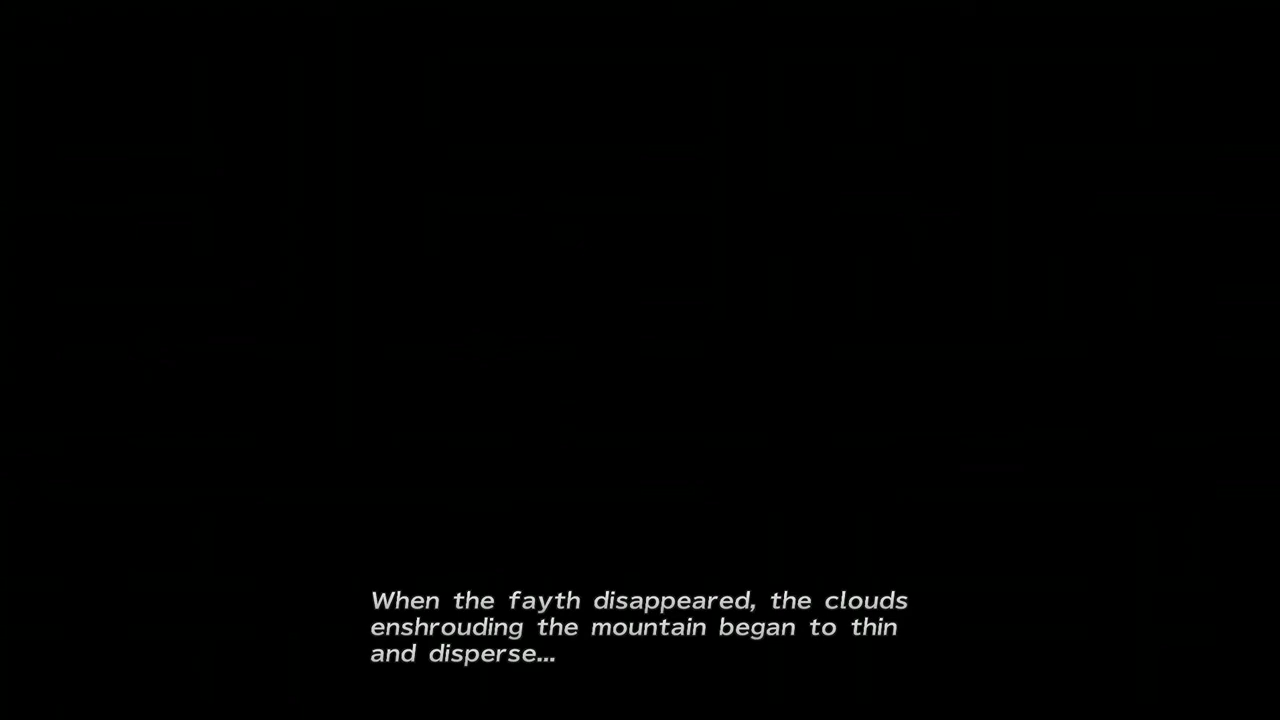 When the fayth disappeared, the clouds
enshrouding the mountain began to thin
and disperse...